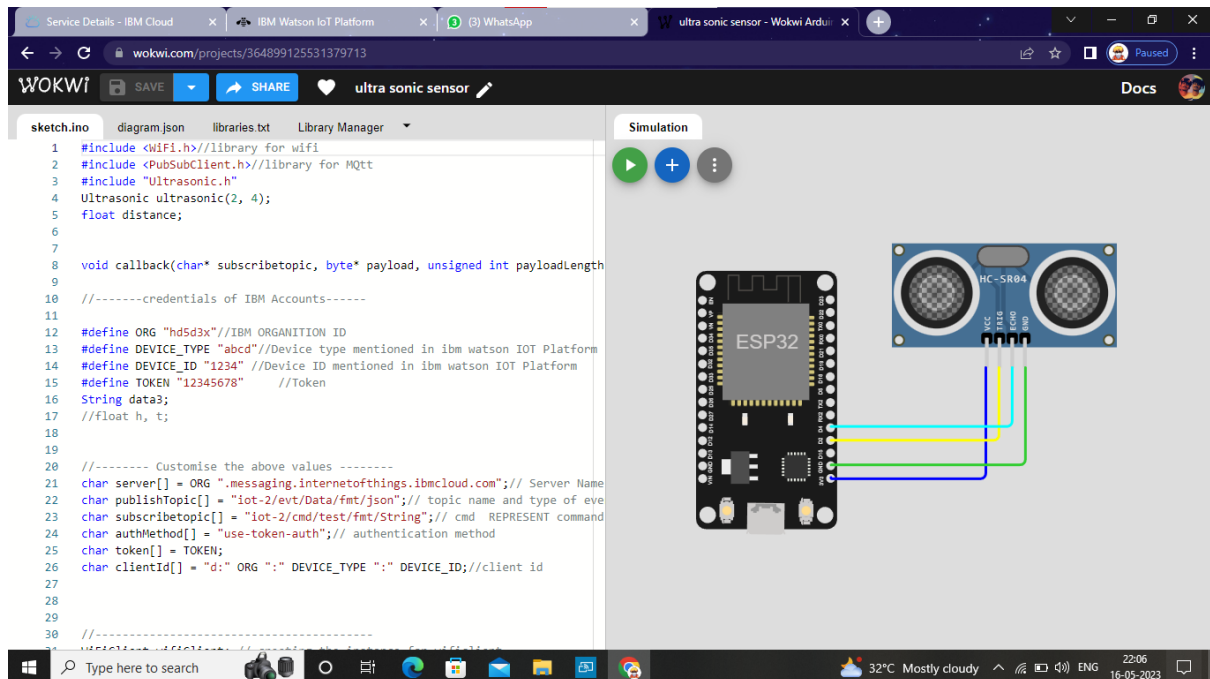 Service Details - IBM Cloud
IBM Watson IoT Platform
(3) WhatsApp
ultra sonic sensor - Wokwi Arduir
wokwi.com/projects/364899125531379713
Paused
WOKWi
SAVE
SHARE
ultra sonic sensor
Docs
sketch.ino
diagram.json
libraries.txt
Library Manager
1 #include <WiFi.h>//library for wifi
2 #include <PubSubClient.h>//library for MQtt
3 #include "Ultrasonic.h"
4 Ultrasonic ultrasonic(2, 4);
5 float distance;
6
7
8 void callback(char* subscribetopic, byte* payload, unsigned int payloadLength
9
10 //-------credentials of IBM Accounts------
11
12 #define ORG "hd5d3x"//IBM ORGANITION ID
13 #define DEVICE_TYPE "abcd"//Device type mentioned in ibm watson IOT Platform
14 #define DEVICE_ID "1234" //Device ID mentioned in ibm watson IOT Platform
15 #define TOKEN "12345678" //Token
16 String data3;
17 //float h, t;
18
19
20 //-------- Customise the above values --------
21 char server[] = ORG ".messaging.internetofthings.ibmcloud.com";// Server Name
22 char publishTopic[] = "iot-2/evt/Data/fmt/json";// topic name and type of eve
23 char subscribetopic[] = "iot-2/cmd/test/fmt/String";// cmd REPRESENT command
24 char authMethod[] = "use-token-auth";// authentication method
25 char token[] = TOKEN;
26 char clientId[] = "d:" ORG ":" DEVICE_TYPE ":" DEVICE_ID;//client id
27
28
29
30 //-----------------------------------------
Simulation
HC-SR04
VCC
TRIG
ECHO
GND
ESP32
Type here to search
32°C Mostly cloudy
ENG
22:06
16-05-2023